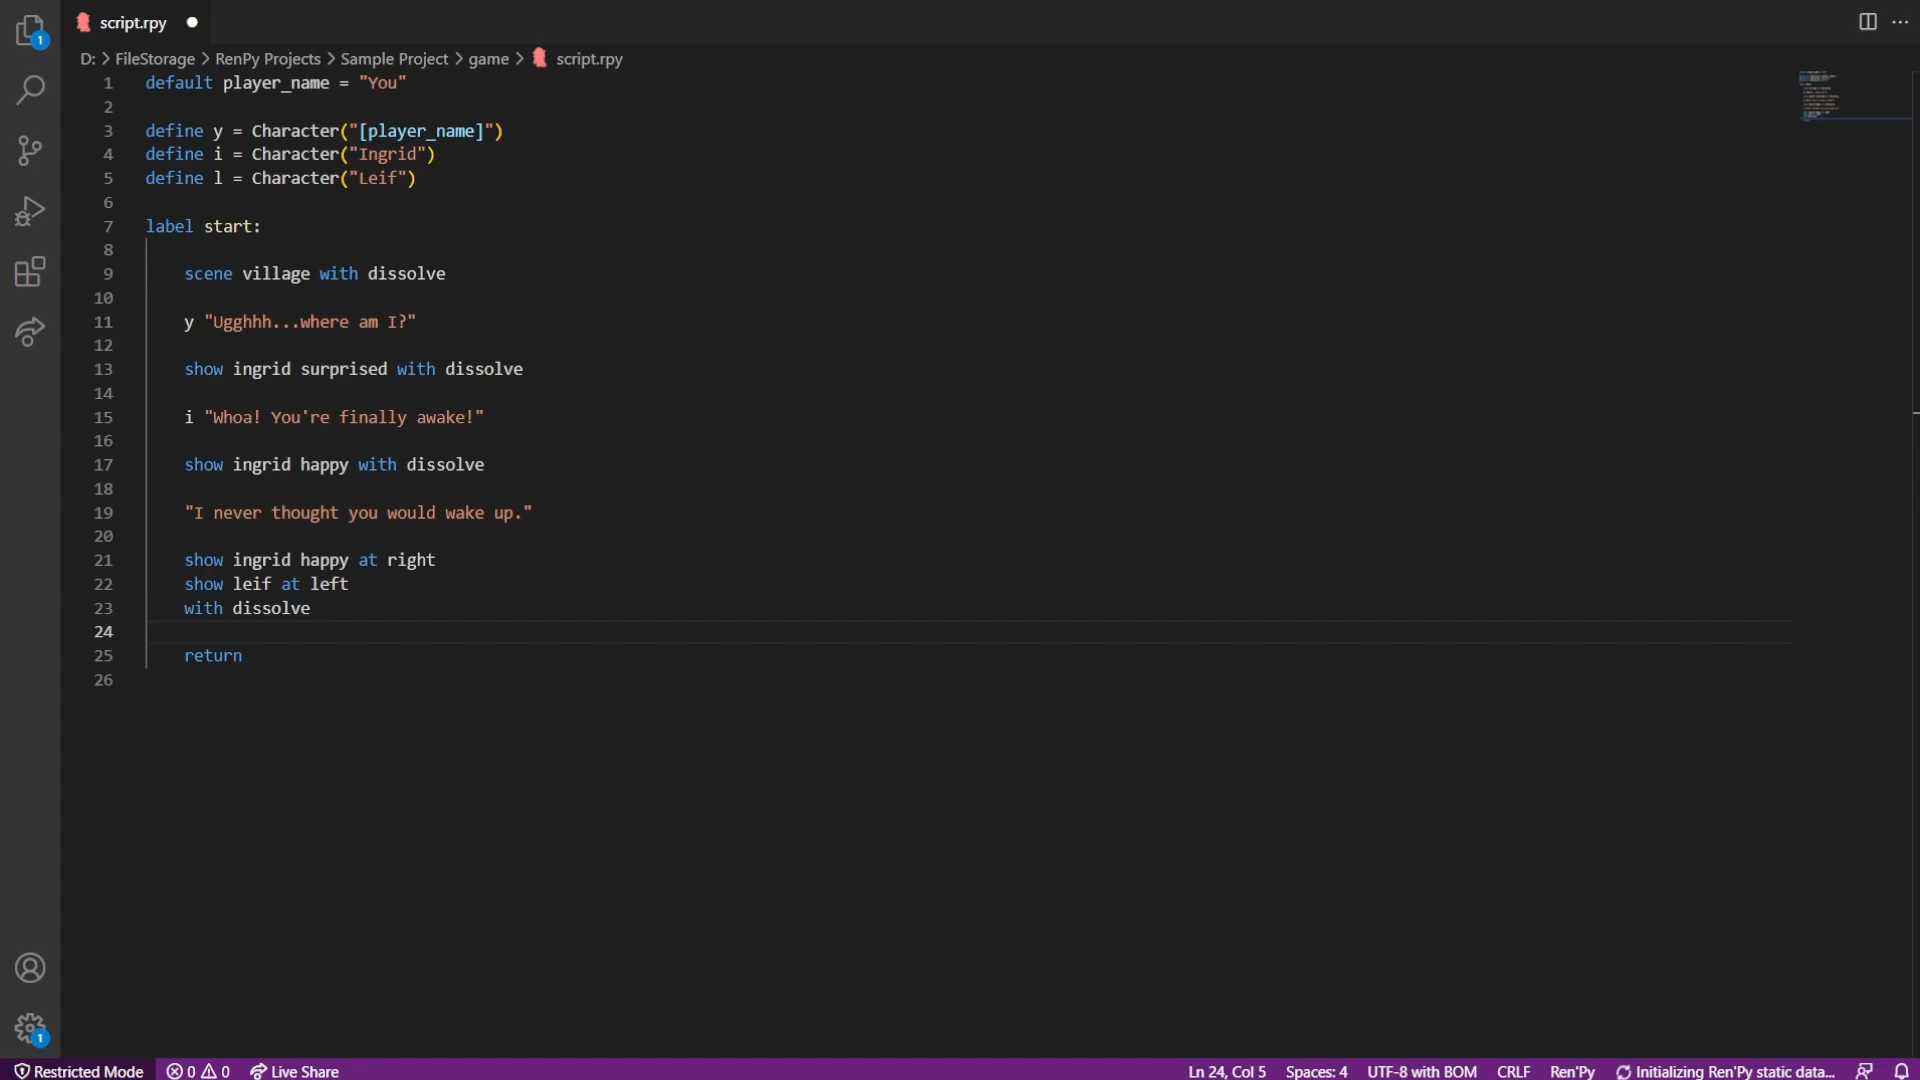 script.rpy
D: > FileStorage > RenPy Projects > Sample Project > game > script.rpy
1 default player_name = "You"
2
3 define y = Character("[player_name]")
4 define i = Character("Ingrid")
5 define l = Character("Leif")
6
7 label start:
8
9 scene village with dissolve
10
11 y "Ugghhh...where am I?"
12
13 show ingrid surprised with dissolve
14
15 i "Whoa! You're finally awake!"
16
17 show ingrid happy with dissolve
18
19 "I never thought you would wake up."
20
21 show ingrid happy at right
22 show leif at left
23 with dissolve
24
25 return
26
1
1
Restricted Mode 0 0 Live Share Ln 24, Col 5 Spaces: 4 UTF-8 with BOM CRLF Ren'Py Initializing Ren'Py static data...